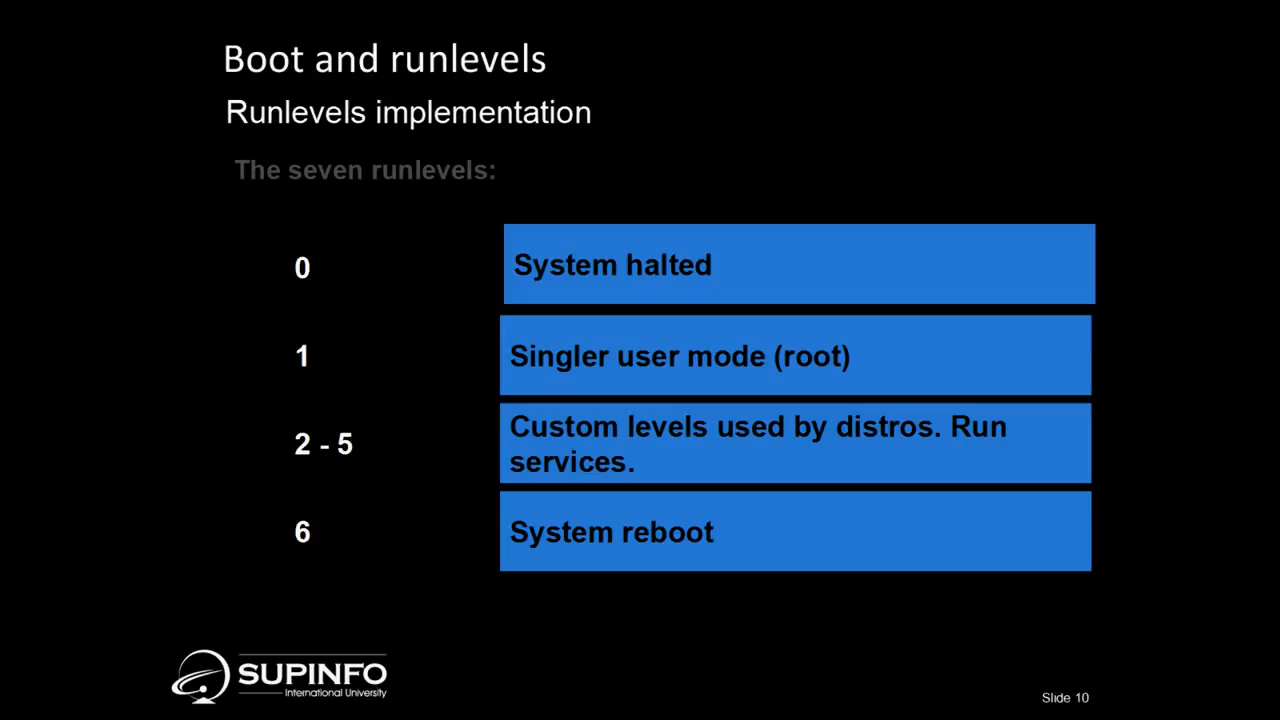 Boot and runlevels
Runlevels implementation
The seven runlevels:
0
System halted
1
Singler user mode (root)
2 - 5
Custom levels used by distros. Run
services.
6
System reboot
SUPINFO
International University
Slide 10